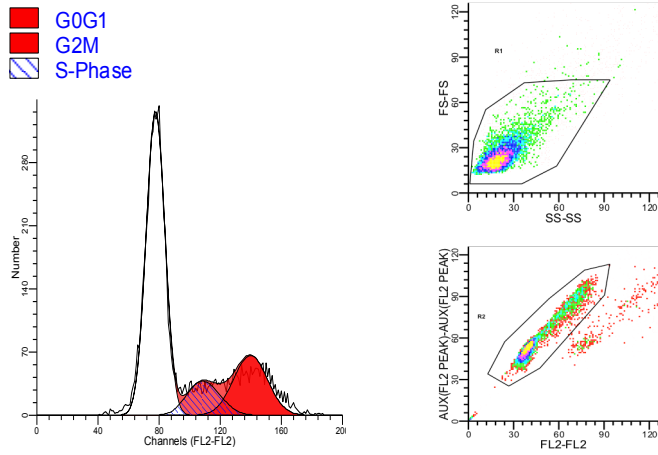 G0G1
G2M
S-Phase
Number
280
210
140
70
0
0 40 80 120 160 200
Channels (FL2-FL2)
FS-FS
120
90
60
30
0
R1
0 30 60 90 120
SS-SS
AUX(FL2 PEAK)-AUX(FL2 PEAK)
120
90
60
30
0
R2
0 30 60 90 120
FL2-FL2